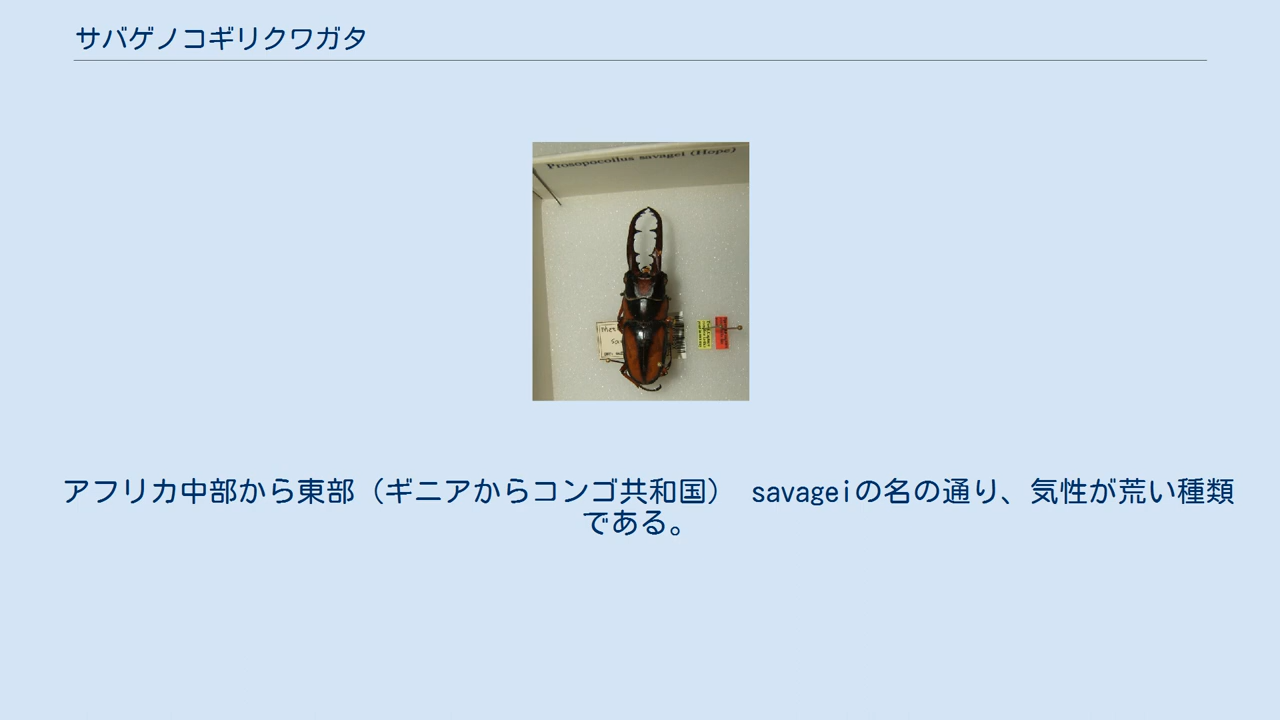 サバゲノコギリクワガタ
Prosopocoilus savagei (Hope)
アフリカ中部から東部（ギニアからコンゴ共和国） savageiの名の通り、気性が荒い種類
である。